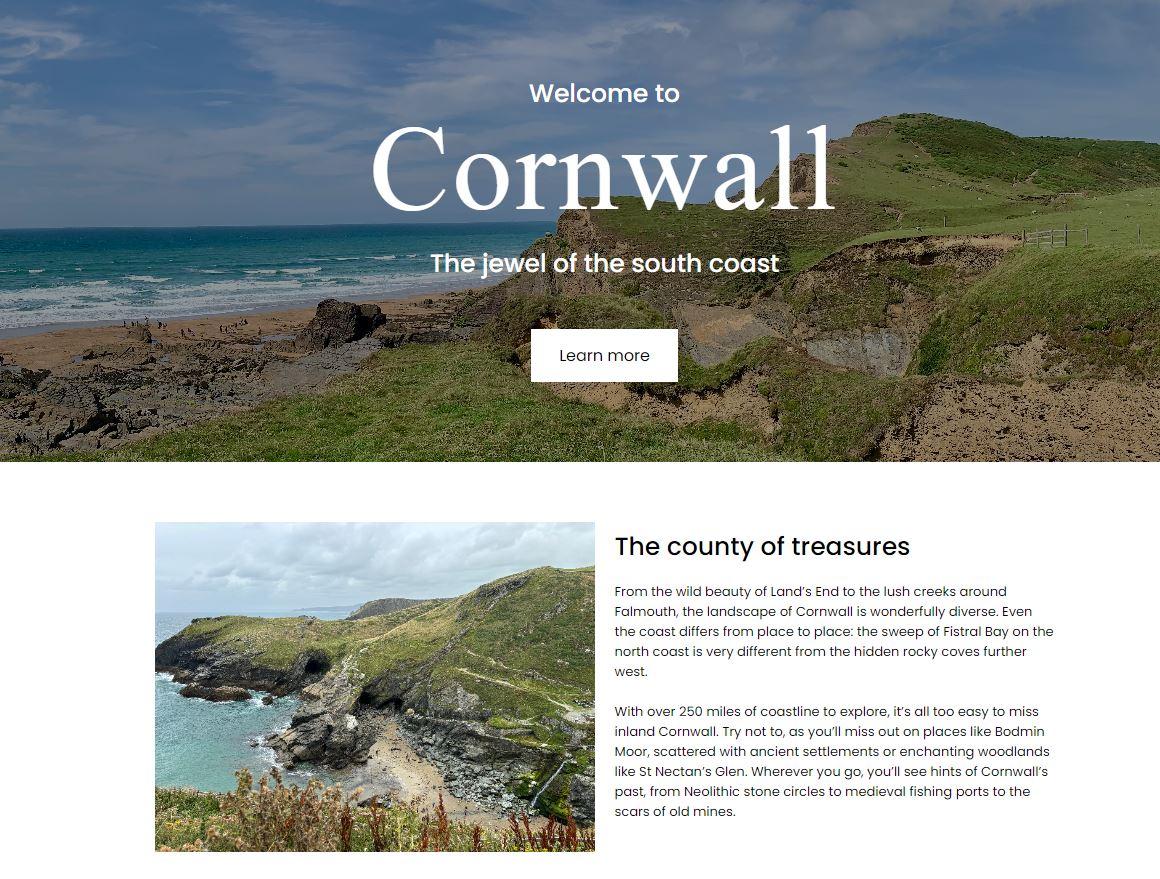 Welcome to
Cornwall
The jewel of the south coast
Learn more
The county of treasures
From the wild beauty of Land’s End to the lush creeks around
Falmouth, the landscape of Cornwall is wonderfully diverse. Even
the coast differs from place to place: the sweep of Fistral Bay on the
north coast is very different from the hidden rocky coves further
west.
With over 250 miles of coastline to explore, it’s all too easy to miss
inland Cornwall. Try not to, as you’ll miss out on places like Bodmin
Moor, scattered with ancient settlements or enchanting woodlands
like St Nectan’s Glen. Wherever you go, you’ll see hints of Cornwall’s
past, from Neolithic stone circles to medieval fishing ports to the
scars of old mines.